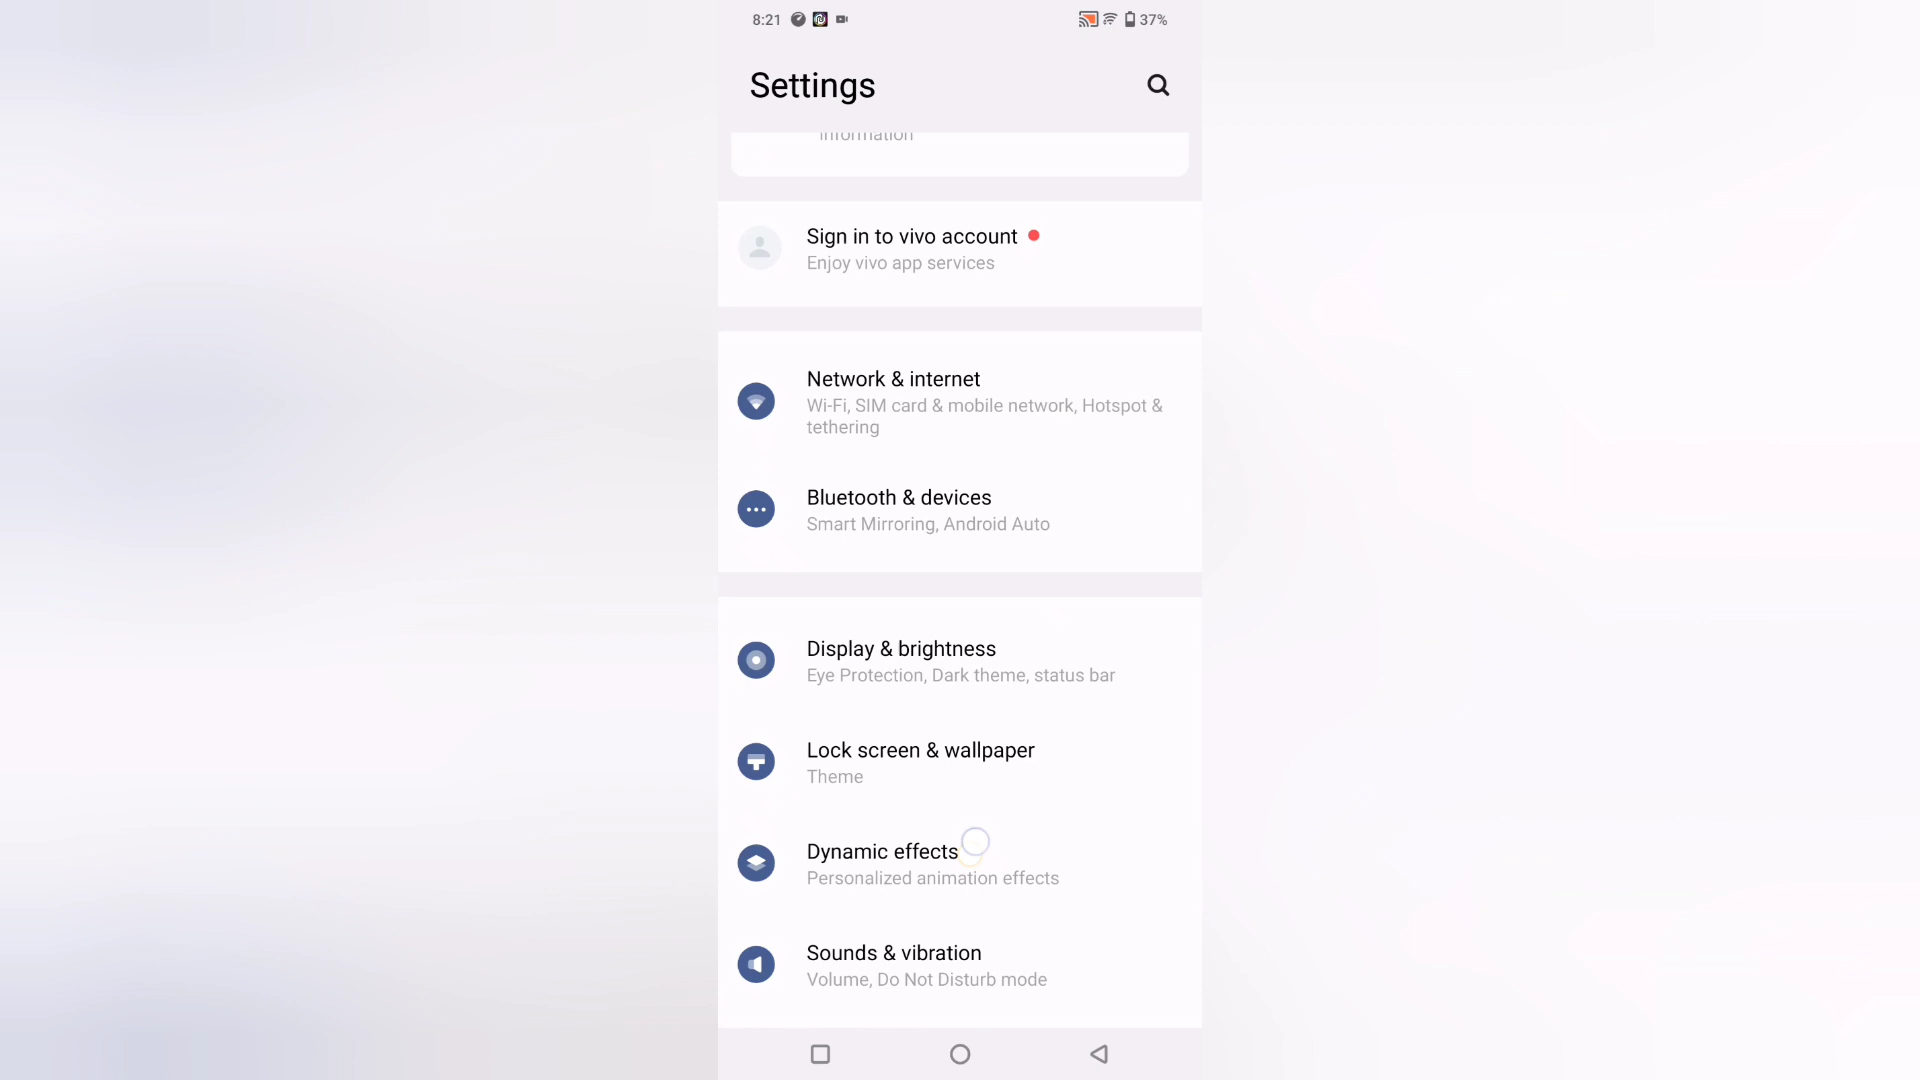 8:21
37%
Settings
information
Sign in to vivo account
Enjoy vivo app services
Network & internet
Wi-Fi, SIM card & mobile network, Hotspot &
tethering
Bluetooth & devices
Smart Mirroring, Android Auto
Display & brightness
Eye Protection, Dark theme, status bar
Lock screen & wallpaper
Theme
Dynamic effects
Personalized animation effects
Sounds & vibration
Volume, Do Not Disturb mode